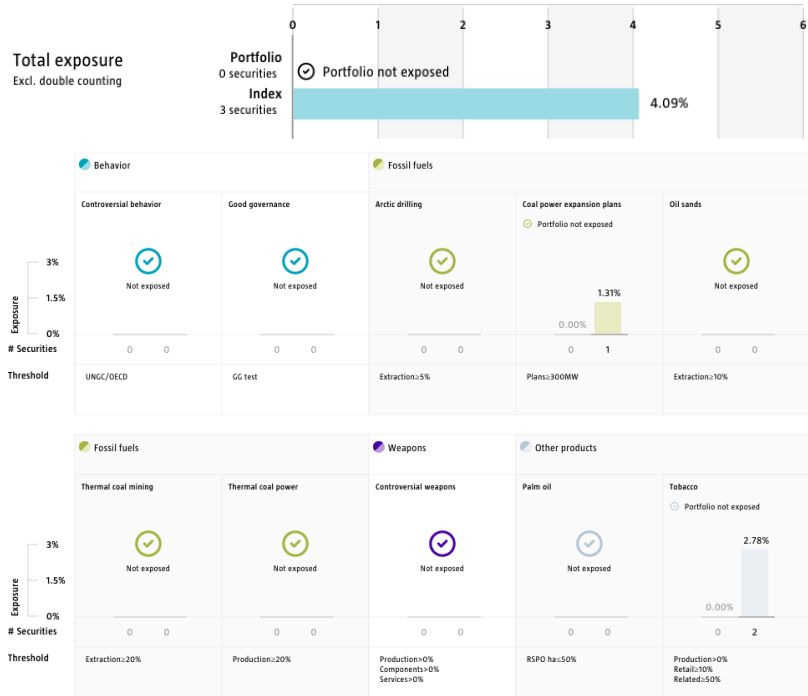 0 1 2 3 4 5 6
Total exposure
Excl. double counting
Portfolio
0 securities
Portfolio not exposed
Index
3 securities
4.09%
Behavior
Fossil fuels
Controversial behavior
Good governance
Arctic drilling
Coal power expansion plans
Oil sands
Portfolio not exposed
Exposure
3%
1.5%
0%
Not exposed
Not exposed
Not exposed
0.00%
1.31%
Not exposed
# Securities
0 0
0 0
0 0
0 1
0 0
Threshold
UNGC/OECD
GG test
Extraction≥5%
Plans≥300MW
Extraction≥10%
Fossil fuels
Weapons
Other products
Thermal coal mining
Thermal coal power
Controversial weapons
Palm oil
Tobacco
Portfolio not exposed
Exposure
3%
1.5%
0%
Not exposed
Not exposed
Not exposed
Not exposed
0.00%
2.78%
# Securities
0 0
0 0
0 0
0 0
0 2
Threshold
Extraction≥20%
Production≥20%
Production>0%
Components>0%
Services>0%
RSPO ha≤50%
Production>0%
Retail≥10%
Related≥50%